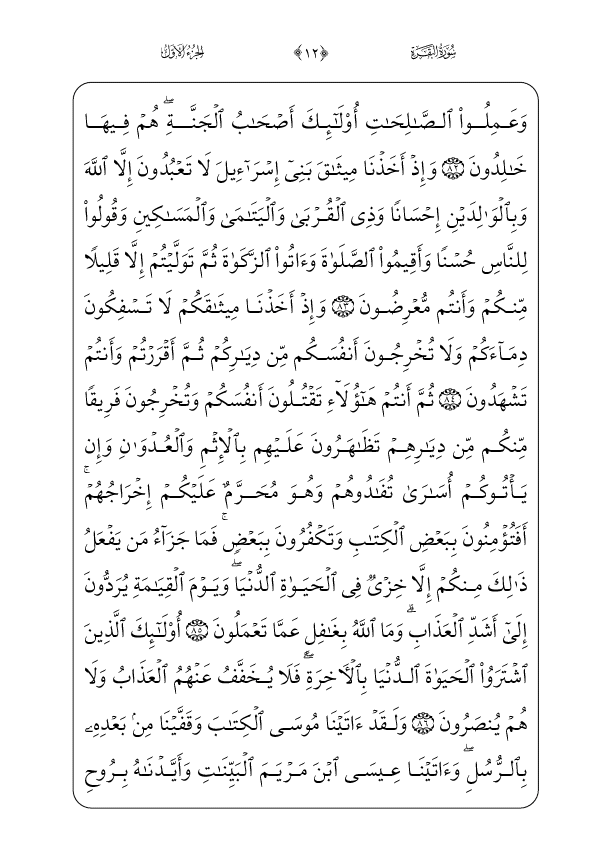 سُورَةُ الْبَقَرَةِ ﴿١٢﴾ الجُزْءُ الأَوَّلُ
وَعَمِلُواْ ٱلصَّـٰلِحَـٰتِ أُوْلَـٰٓئِكَ أَصْحَـٰبُ ٱلْجَنَّةِۖ هُمْ فِيهَا
خَـٰلِدُونَ ٨٢ وَإِذْ أَخَذْنَا مِيثَـٰقَ بَنِىٓ إِسْرَٰٓءِيلَ لَا تَعْبُدُونَ إِلَّا ٱللَّهَ
وَبِٱلْوَٰلِدَيْنِ إِحْسَانًا وَذِى ٱلْقُرْبَىٰ وَٱلْيَتَـٰمَىٰ وَٱلْمَسَـٰكِينِ وَقُولُواْ
لِلنَّاسِ حُسْنًا وَأَقِيمُواْ ٱلصَّلَوٰةَ وَءَاتُواْ ٱلزَّكَوٰةَ ثُمَّ تَوَلَّيْتُمْ إِلَّا قَلِيلًا
مِّنكُمْ وَأَنتُم مُّعْرِضُونَ ٨٣ وَإِذْ أَخَذْنَا مِيثَـٰقَكُمْ لَا تَسْفِكُونَ
دِمَآءَكُمْ وَلَا تُخْرِجُونَ أَنفُسَكُم مِّن دِيَـٰرِكُمْ ثُمَّ أَقْرَرْتُمْ وَأَنتُمْ
تَشْهَدُونَ ٨٤ ثُمَّ أَنتُمْ هَـٰٓؤُلَآءِ تَقْتُلُونَ أَنفُسَكُمْ وَتُخْرِجُونَ فَرِيقًا
مِّنكُم مِّن دِيَـٰرِهِمْ تَظَـٰهَرُونَ عَلَيْهِم بِٱلْإِثْمِ وَٱلْعُدْوَٰنِ وَإِن
يَأْتُوكُمْ أُسَـٰرَىٰ تُفَـٰدُوهُمْ وَهُوَ مُحَرَّمٌ عَلَيْكُمْ إِخْرَاجُهُمْۚ
أَفَتُؤْمِنُونَ بِبَعْضِ ٱلْكِتَـٰبِ وَتَكْفُرُونَ بِبَعْضٍۚ فَمَا جَزَآءُ مَن يَفْعَلُ
ذَٰلِكَ مِنكُمْ إِلَّا خِزْىٌ فِى ٱلْحَيَوٰةِ ٱلدُّنْيَاۖ وَيَوْمَ ٱلْقِيَـٰمَةِ يُرَدُّونَ
إِلَىٰٓ أَشَدِّ ٱلْعَذَابِۗ وَمَا ٱللَّهُ بِغَـٰفِلٍ عَمَّا تَعْمَلُونَ ٨٥ أُوْلَـٰٓئِكَ ٱلَّذِينَ
ٱشْتَرَوُاْ ٱلْحَيَوٰةَ ٱلدُّنْيَا بِٱلْـَٔاخِرَةِۖ فَلَا يُخَفَّفُ عَنْهُمُ ٱلْعَذَابُ وَلَا
هُمْ يُنصَرُونَ ٨٦ وَلَقَدْ ءَاتَيْنَا مُوسَى ٱلْكِتَـٰبَ وَقَفَّيْنَا مِنۢ بَعْدِهِۦ
بِٱلرُّسُلِۖ وَءَاتَيْنَا عِيسَى ٱبْنَ مَرْيَمَ ٱلْبَيِّنَـٰتِ وَأَيَّدْنَـٰهُ بِرُوحِ